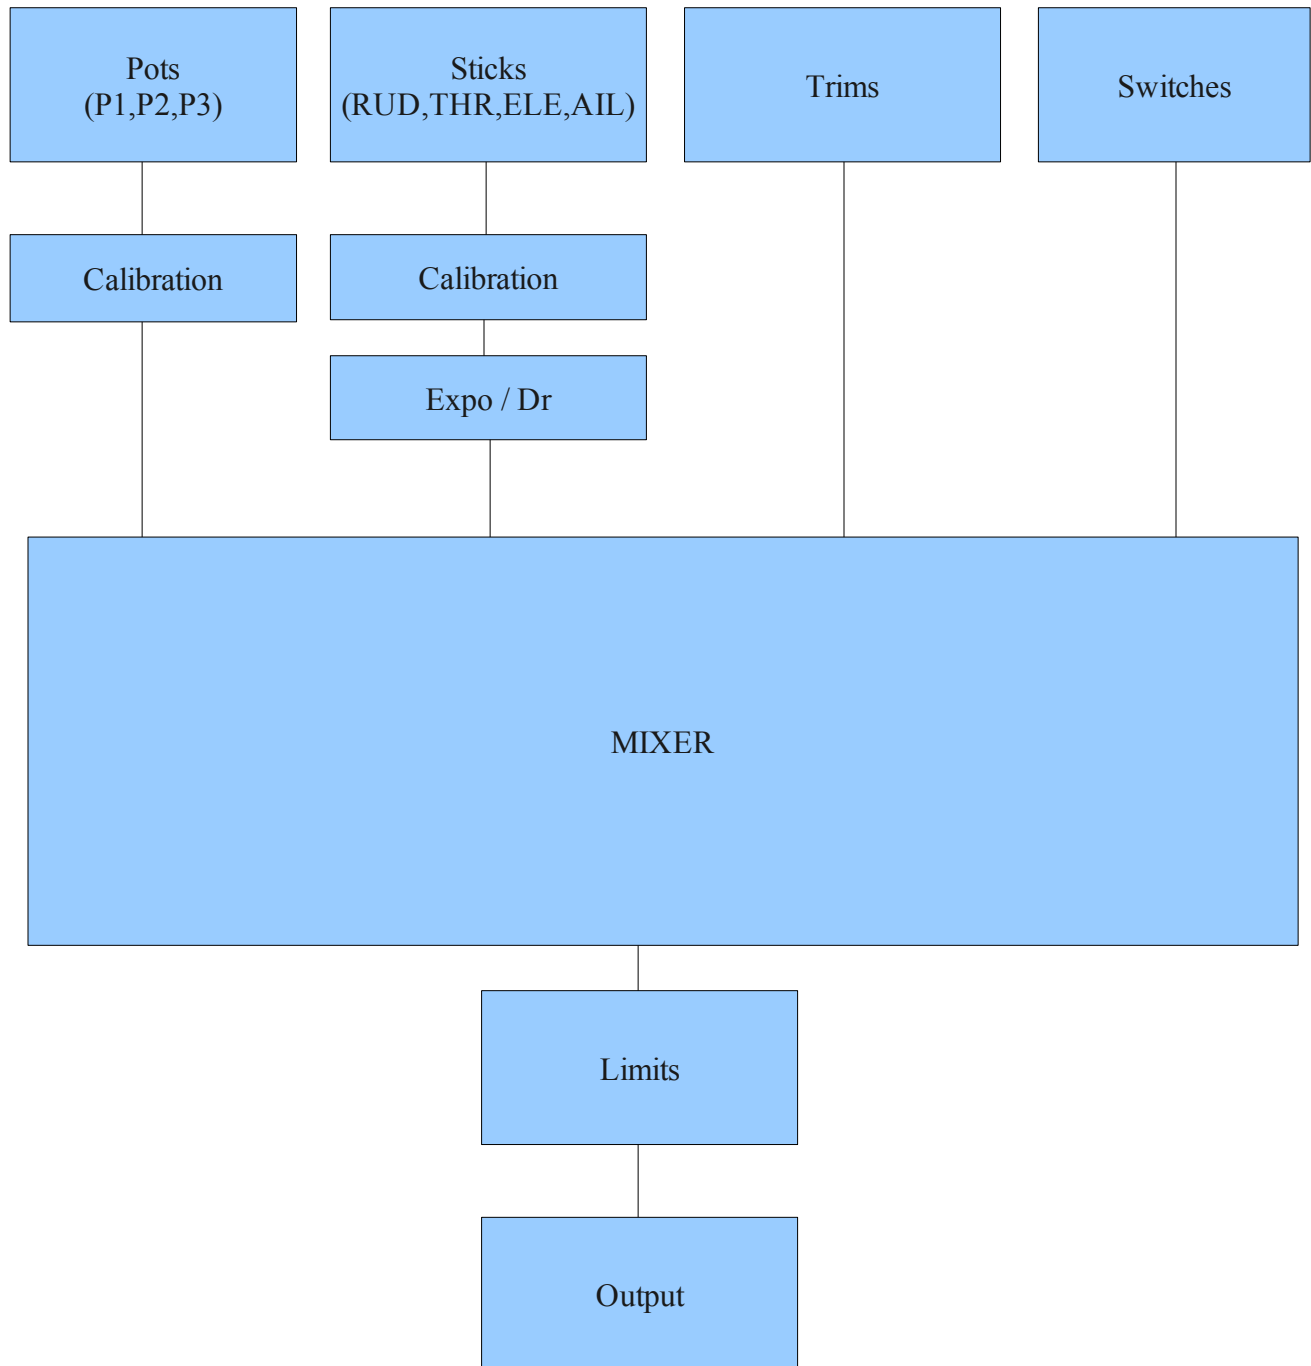 Pots
(P1,P2,P3)
Sticks
(RUD,THR,ELE,AIL)
Trims
Switches
Calibration
Calibration
Expo / Dr
MIXER
Limits
Output